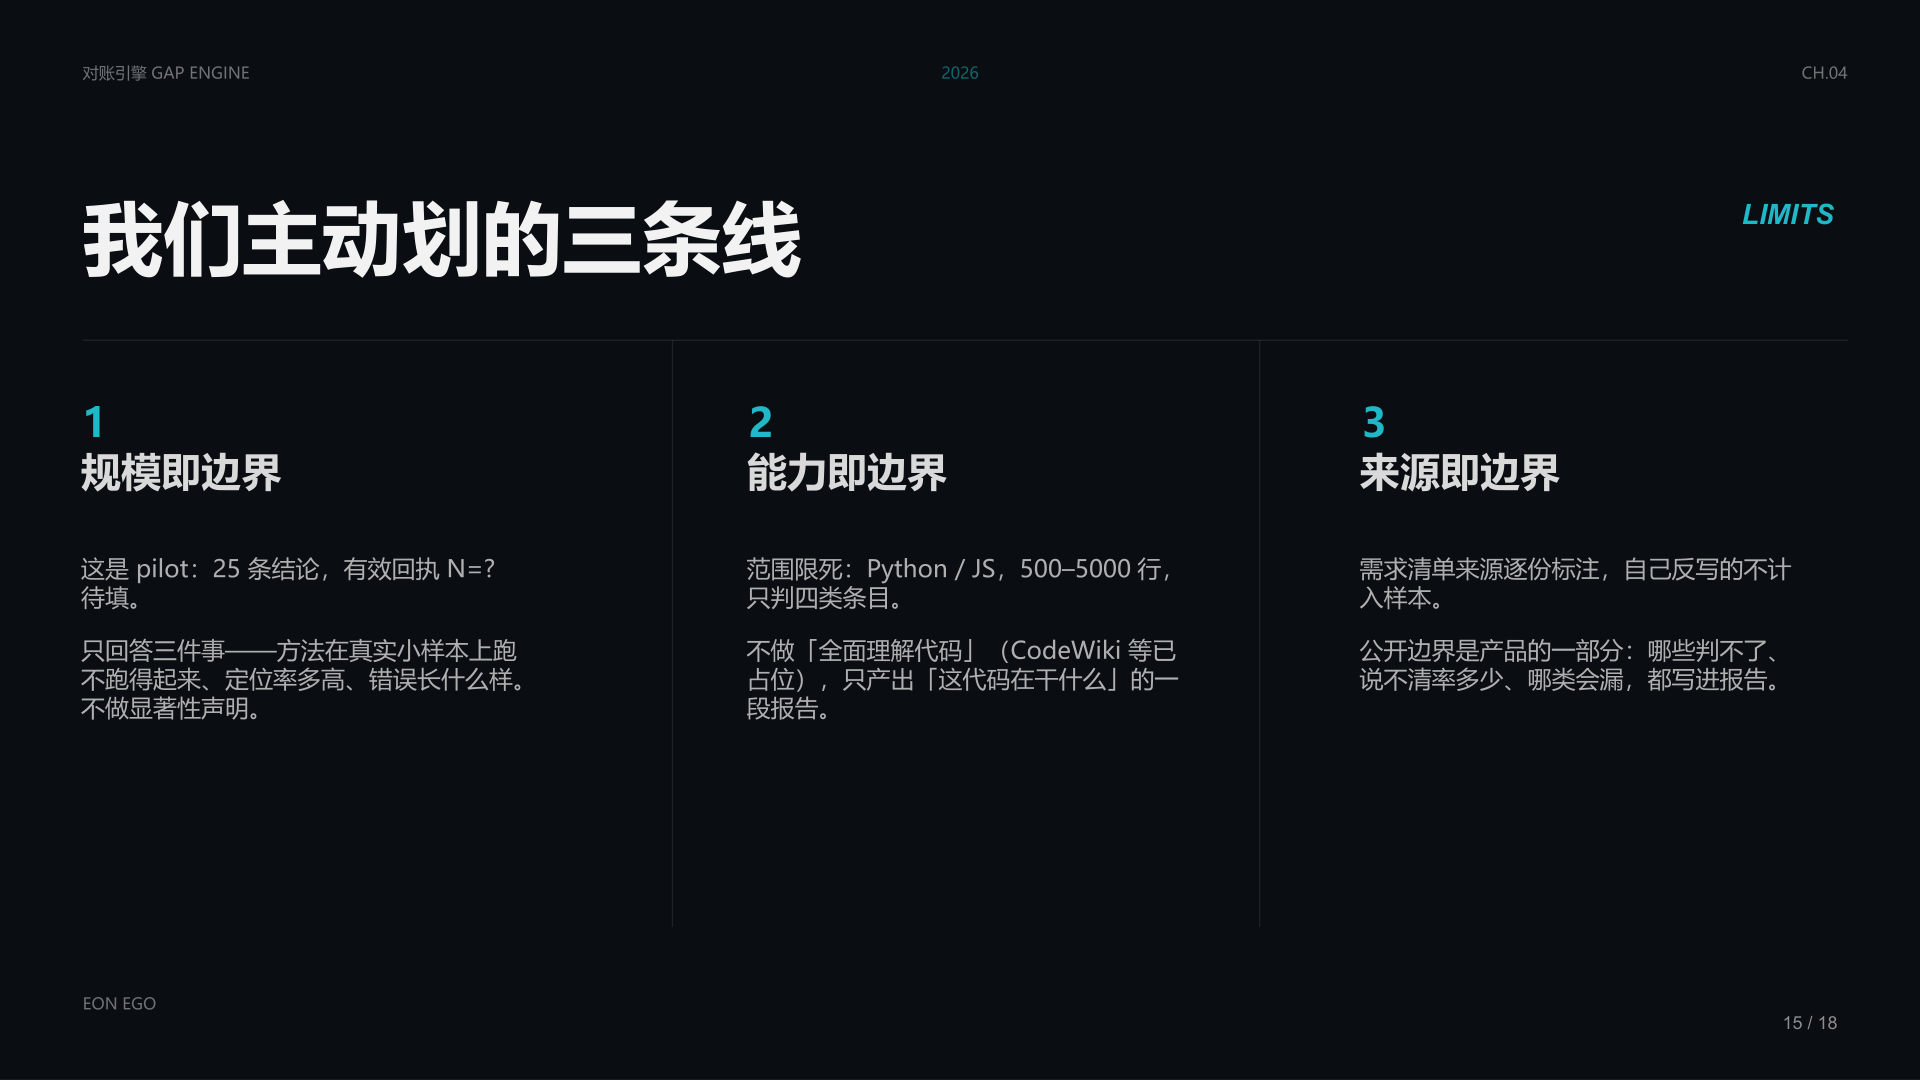 对账引擎 GAP ENGINE
2026
CH.04
我们主动划的三条线
LIMITS
1
规模即边界
这是 pilot：25 条结论，有效回执 N=?
待填。
只回答三件事——方法在真实小样本上跑
不跑得起来、定位率多高、错误长什么样。
不做显著性声明。
2
能力即边界
范围限死：Python / JS，500–5000 行，
只判四类条目。
不做「全面理解代码」（CodeWiki 等已
占位），只产出「这代码在干什么」的一
段报告。
3
来源即边界
需求清单来源逐份标注，自己反写的不计
入样本。
公开边界是产品的一部分：哪些判不了、
说不清率多少、哪类会漏，都写进报告。
EON EGO
15 / 18